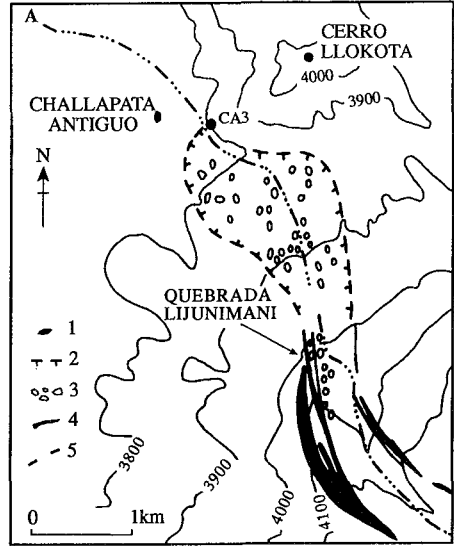 A
CERRO
LLOKOTA
4000
3900
CHALLAPATA
ANTIGUO
CA3
N
QUEBRADA
LIJUNIMANI
1
2
3
4
5
3800
3900
4000
4100
0 1km